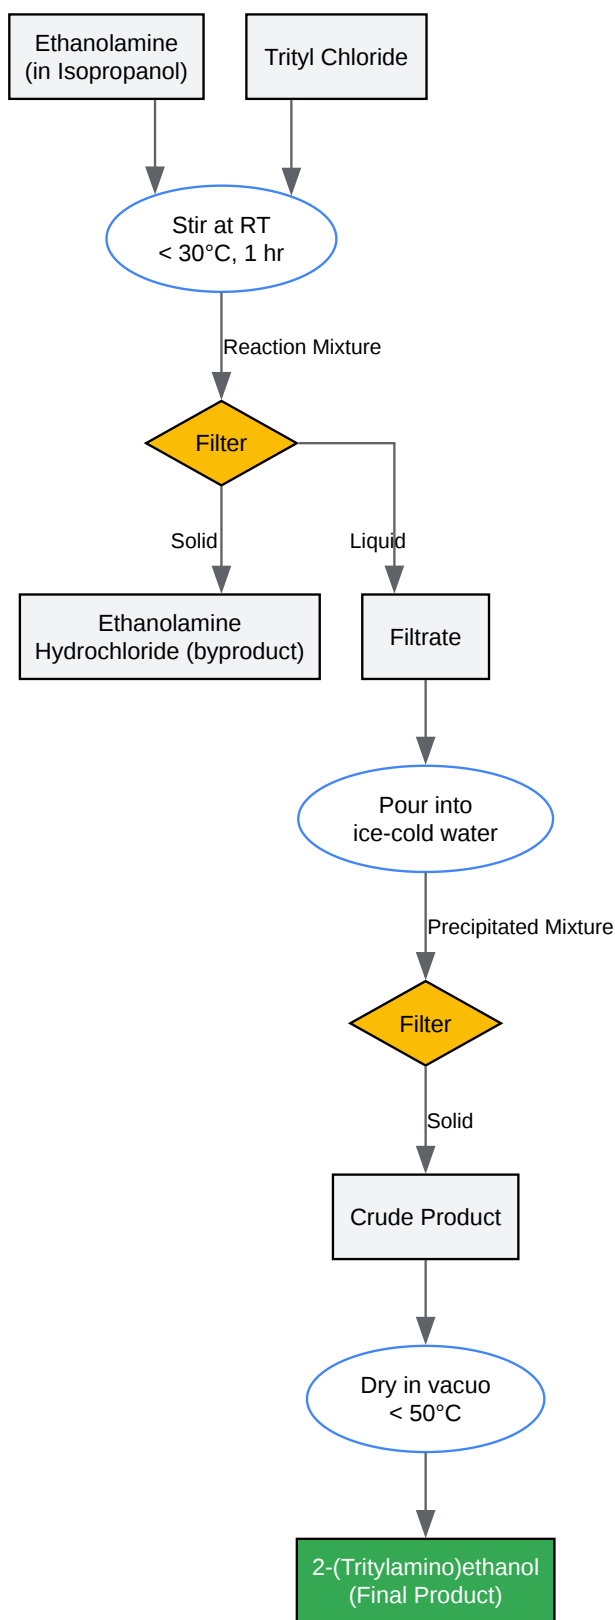 Ethanolamine
(in Isopropanol)
Trityl Chloride
Stir at RT
< 30°C, 1 hr
Reaction Mixture
Filter
Solid
Liquid
Ethanolamine
Hydrochloride (byproduct)
Filtrate
Pour into
ice-cold water
Precipitated Mixture
Filter
Solid
Crude Product
Dry in vacuo
< 50°C
2-(Tritylamino)ethanol
(Final Product)